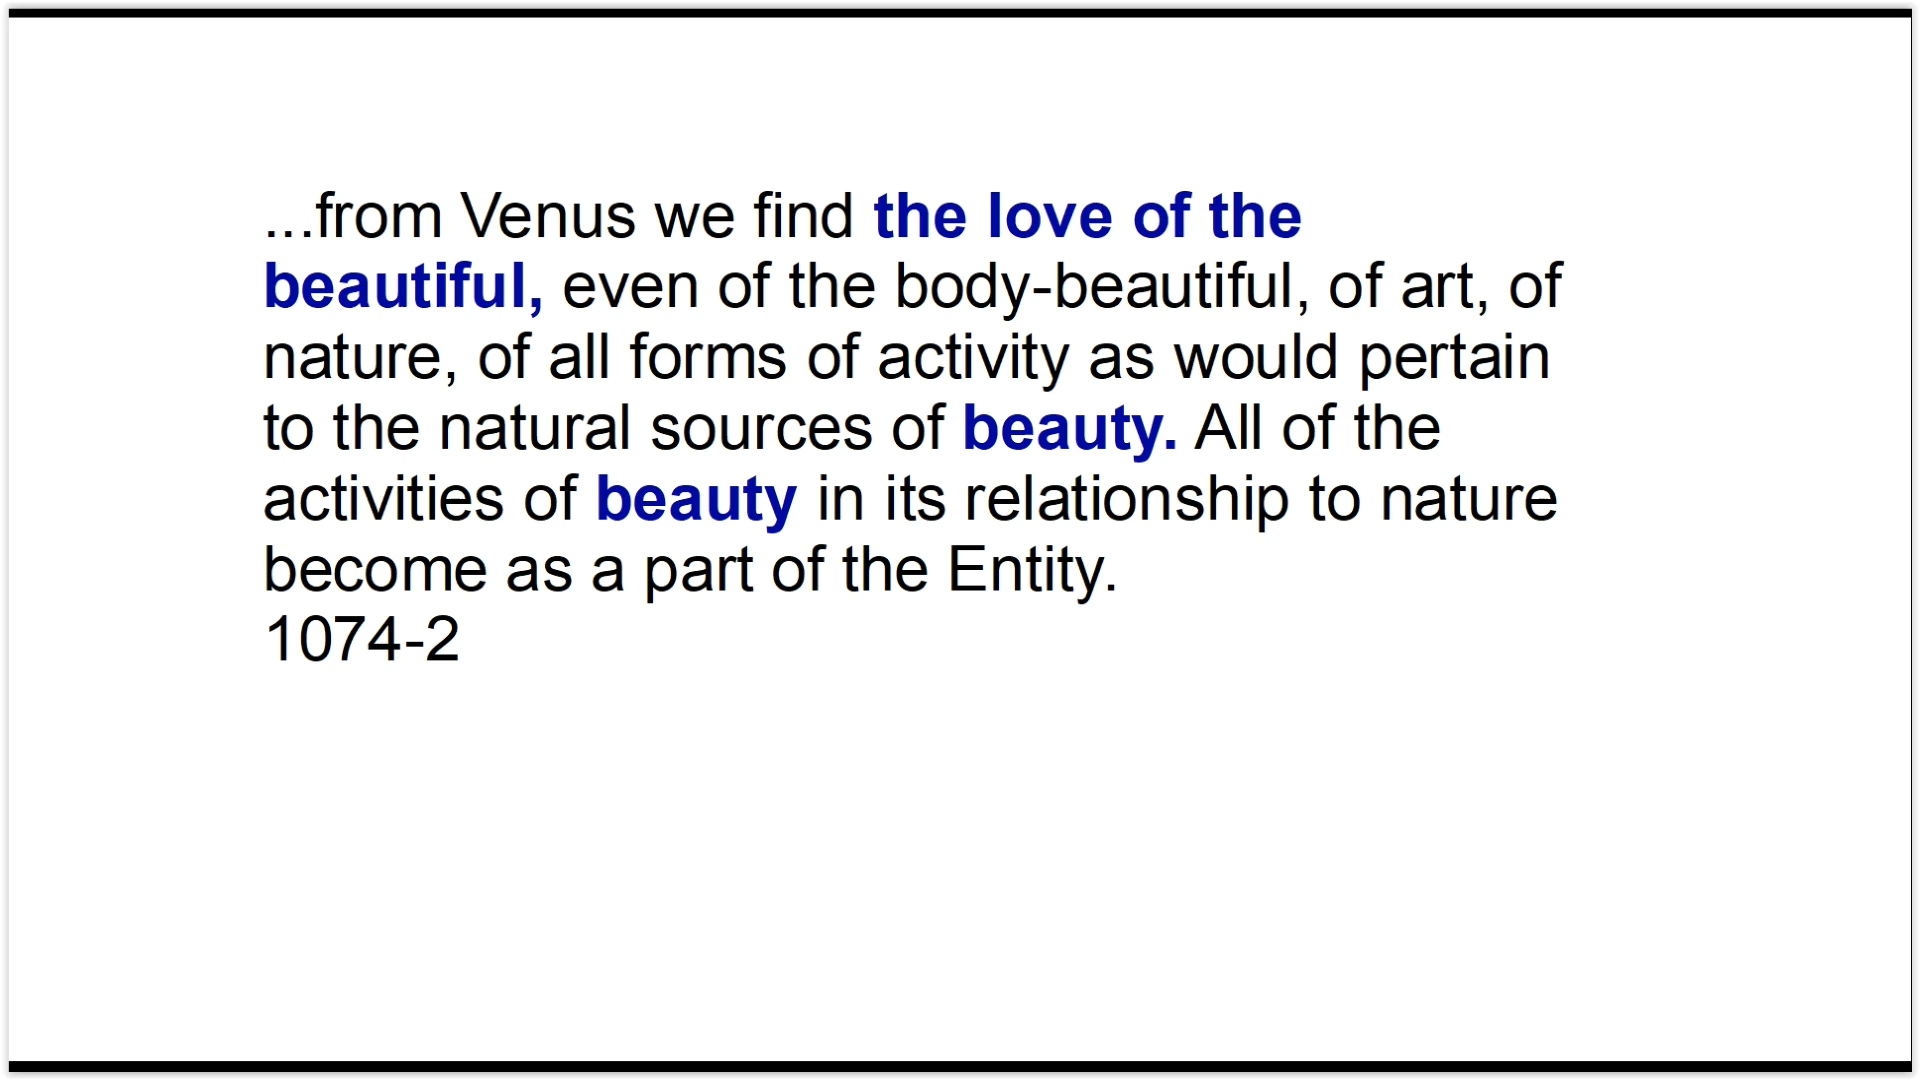 ...from Venus we find the love of the
beautiful, even of the body-beautiful, of art, of
nature, of all forms of activity as would pertain
to the natural sources of beauty. All of the
activities of beauty in its relationship to nature
become as a part of the Entity.
1074-2